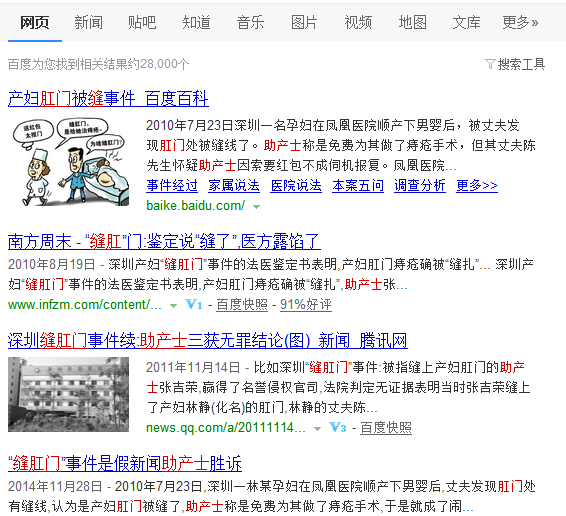 网页 新闻 贴吧 知道 音乐 图片 视频 地图 文库 更多»
百度为您找到相关结果约28,000个 搜索工具
产妇肛门被缝事件_百度百科
送红包太抠门
缝肛门，是给她治痔疮。
为啥缝肛门？
2010年7月23日深圳一名孕妇在凤凰医院顺产下男婴后，被丈夫发
现肛门处被缝线了。助产士称是免费为其做了痔疮手术，但其丈夫陈
先生怀疑助产士因索要红包不成伺机报复。凤凰医院...
事件经过 家属说法 医院说法 本案五问 调查分析 更多>>
baike.baidu.com/
南方周末 - “缝肛”门:鉴定说“缝了”,医方露馅了
2010年8月19日 - 深圳产妇“缝肛门”事件的法医鉴定书表明,产妇肛门痔疮确被“缝扎”... 深圳产
妇“缝肛门”事件的法医鉴定书表明,产妇肛门痔疮确被“缝扎”,助产士张...
www.infzm.com/content/... V1 - 百度快照 - 91%好评
深圳缝肛门事件续:助产士三获无罪结论(图)_新闻_腾讯网
2011年11月14日 - 比如深圳“缝肛门”事件:被指缝上产妇肛门的助产
士张吉荣,赢得了名誉侵权官司,法院判定无证据表明当时张吉荣缝上
了产妇林静(化名)的肛门,林静的丈夫陈...
news.qq.com/a/20111114... V3 - 百度快照
“缝肛门”事件是假新闻助产士胜诉
2014年11月28日 - 2010年7月23日,深圳一林某孕妇在凤凰医院顺产下男婴后,丈夫发现肛门处
有缝线,认为是产妇肛门被缝了,助产士称是免费为其做了痔疮手术,于是就成了闹...